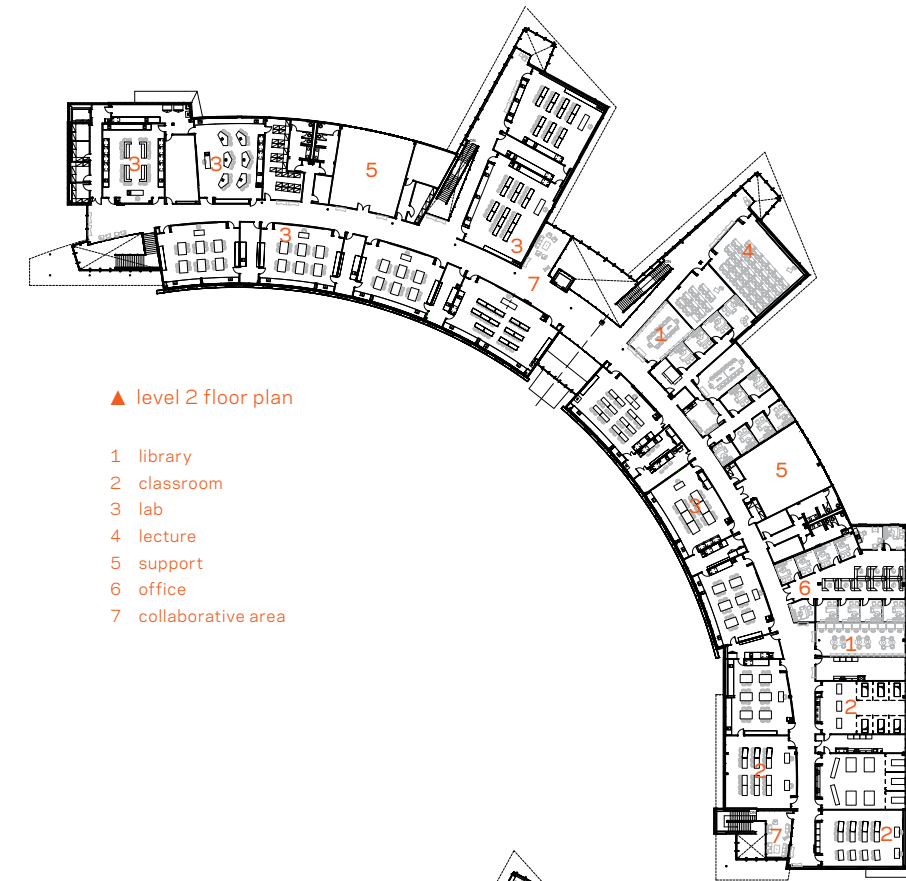 3
3
5
3
3
7
4
1
▲ level 2 floor plan
1 library
2 classroom
3 lab
4 lecture
5 support
6 office
7 collaborative area
5
3
6
1
2
2
7
2